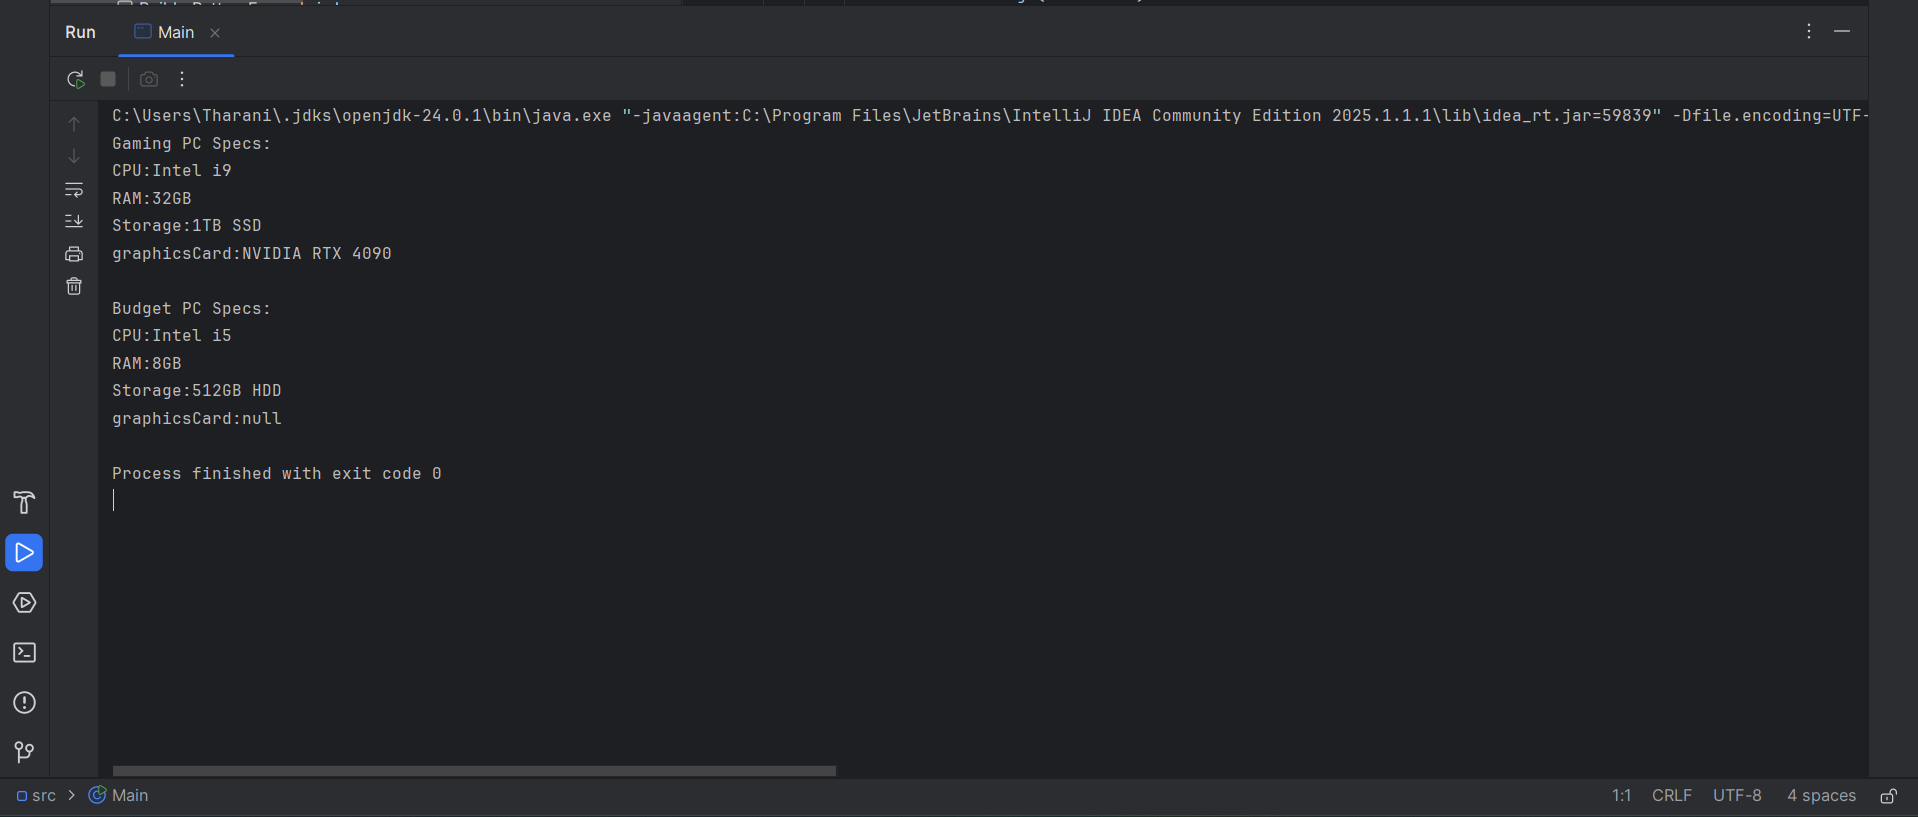 Run Main
C:\Users\Tharani\.jdks\openjdk-24.0.1\bin\java.exe "-javaagent:C:\Program Files\JetBrains\IntelliJ IDEA Community Edition 2025.1.1.1\lib\idea_rt.jar=59839" -Dfile.encoding=UTF-
Gaming PC Specs:
CPU:Intel i9
RAM:32GB
Storage:1TB SSD
graphicsCard:NVIDIA RTX 4090
Budget PC Specs:
CPU:Intel i5
RAM:8GB
Storage:512GB HDD
graphicsCard:null
Process finished with exit code 0
src > Main 1:1 CRLF UTF-8 4 spaces